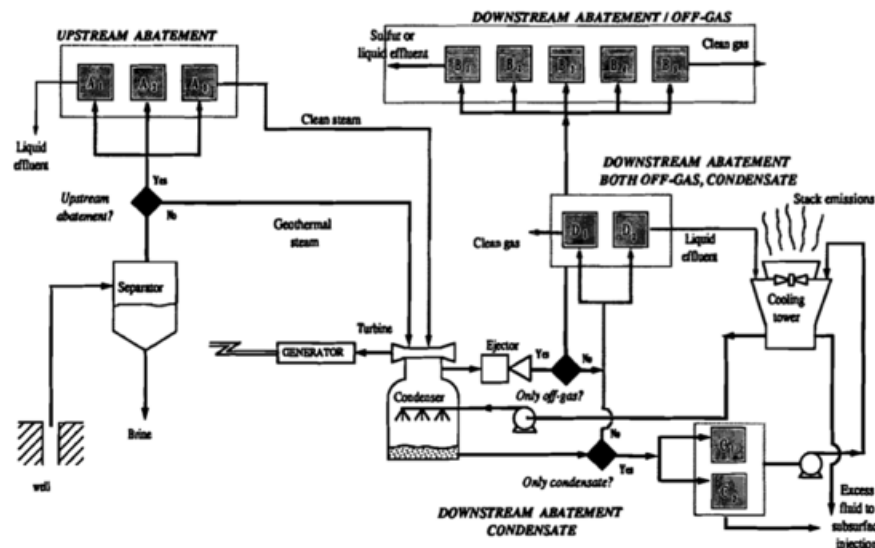 DOWNSTREAM ABATEMENT / OFF-GAS
UPSTREAM ABATEMENT
Sulfur or
liquid effluent
Clean gas
B
B
B
B
B
A
A
A
Clean steam
Liquid
effluent
Yes
Upstream
abatement?
No
Geothermal
steam
DOWNSTREAM ABATEMENT
BOTH OFF-GAS, CONDENSATE
Stack emissions
D
D
Clean gas
Liquid
effluent
Separator
Cooling
tower
Turbine
GENERATOR
Ejector
Yes
No
Only off-gas?
Condenser
Brine
well
No
Yes
Only condensate?
C
C
DOWNSTREAM ABATEMENT
CONDENSATE
Excess
fluid to
subsurfac
injection